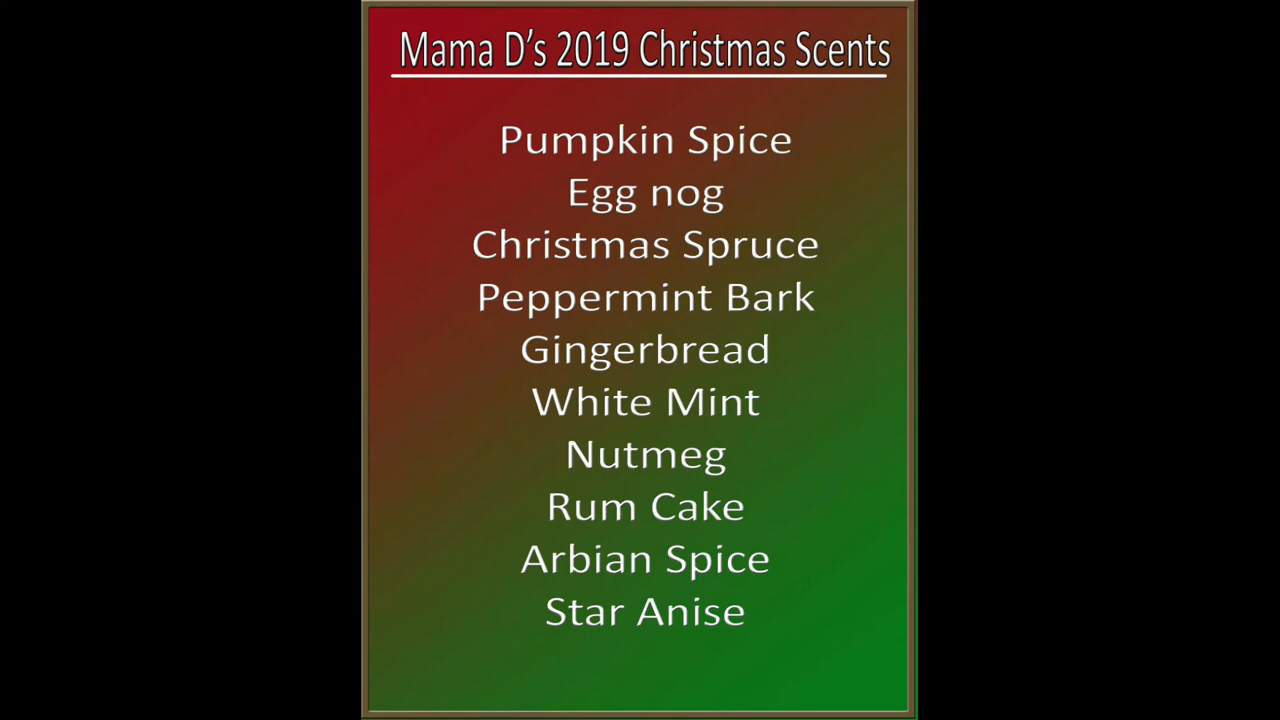 Mama D’s 2019 Christmas Scents
Pumpkin Spice
Egg nog
Christmas Spruce
Peppermint Bark
Gingerbread
White Mint
Nutmeg
Rum Cake
Arbian Spice
Star Anise